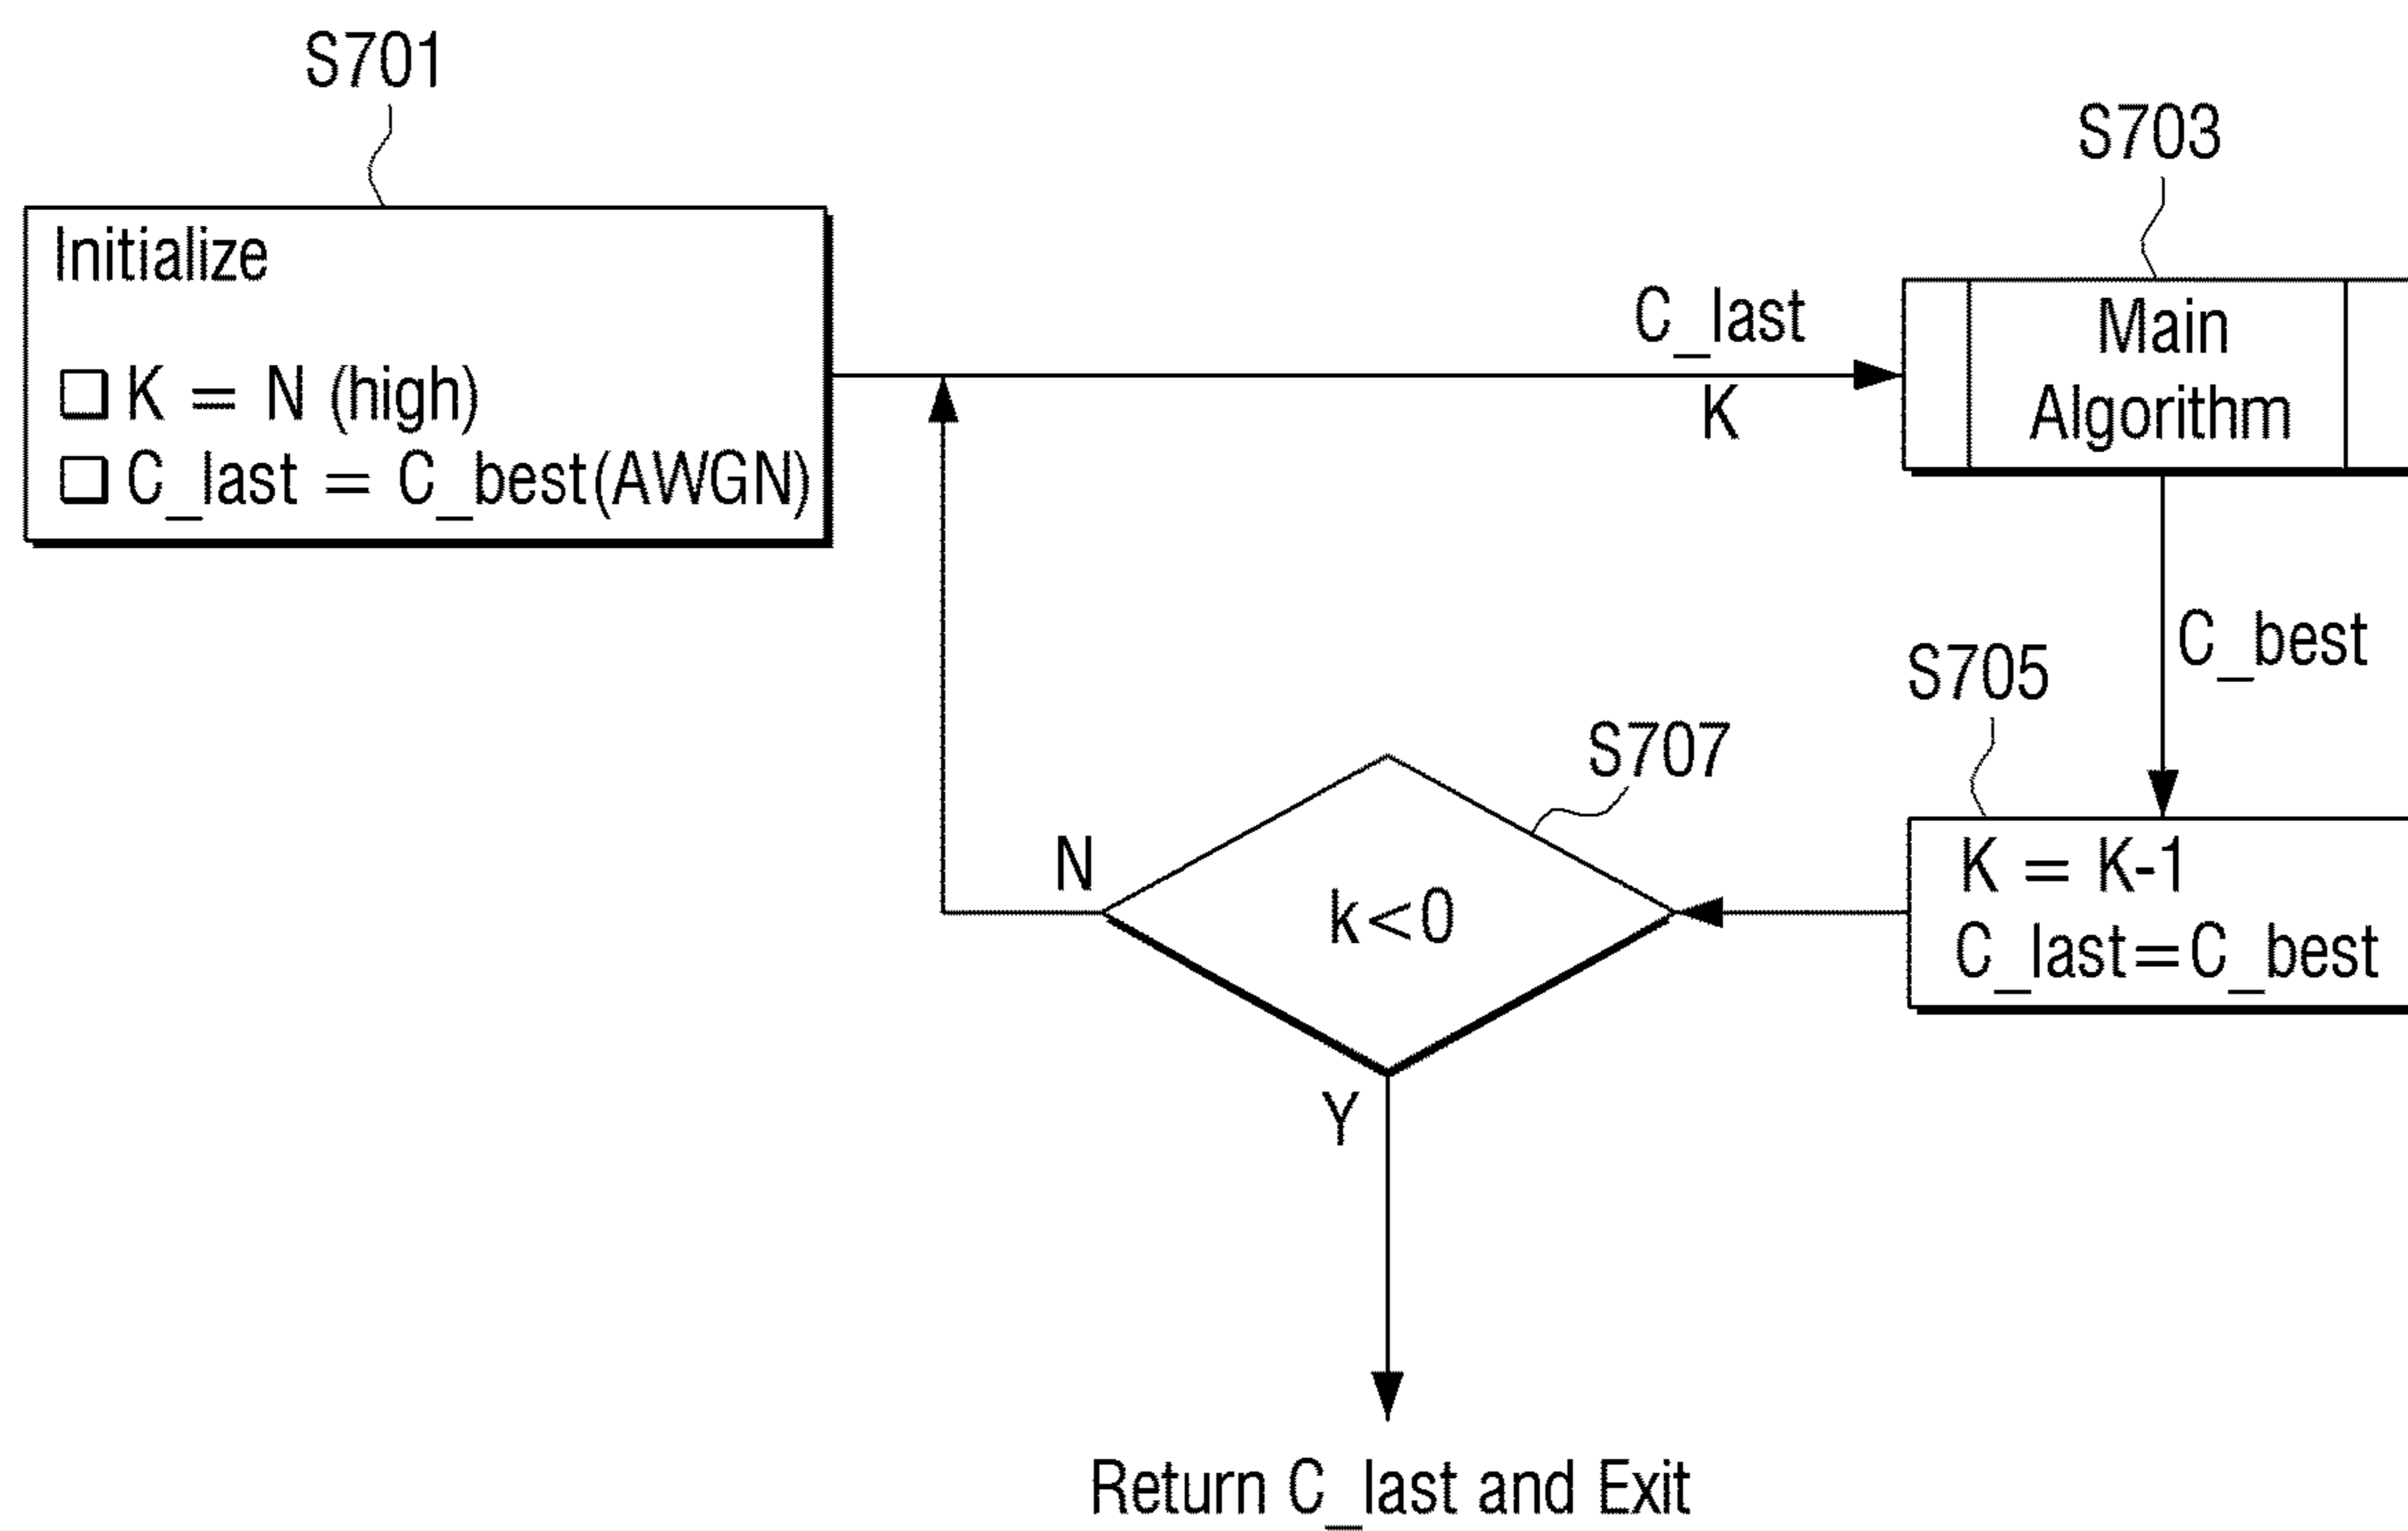 S701
Initialize
K = N (high)
C_last = C_best(AWGN)
C_last
K
S703
Main
Algorithm
C_best
S705
K = K-1
C_last=C_best
S707
k<0
N
Y
Return C_last and Exit